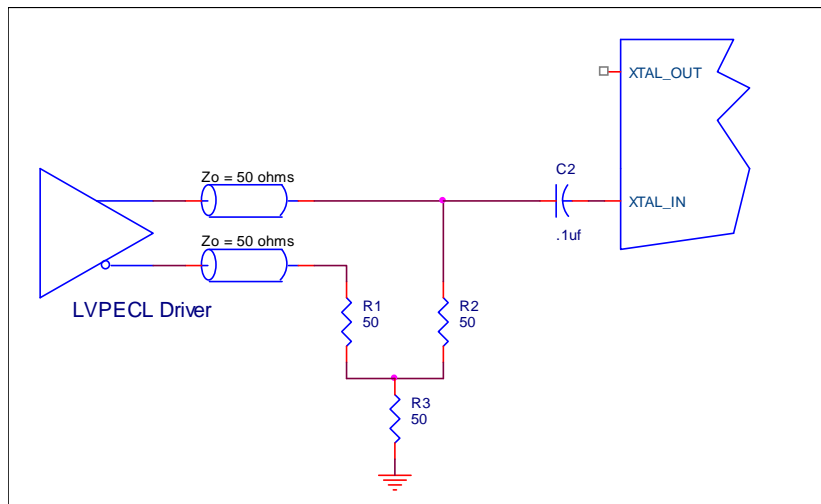 XTAL_OUT
Zo = 50 ohms
C2
XTAL_IN
.1uf
Zo = 50 ohms
LVPECL Driver
R1
50
R2
50
R3
50